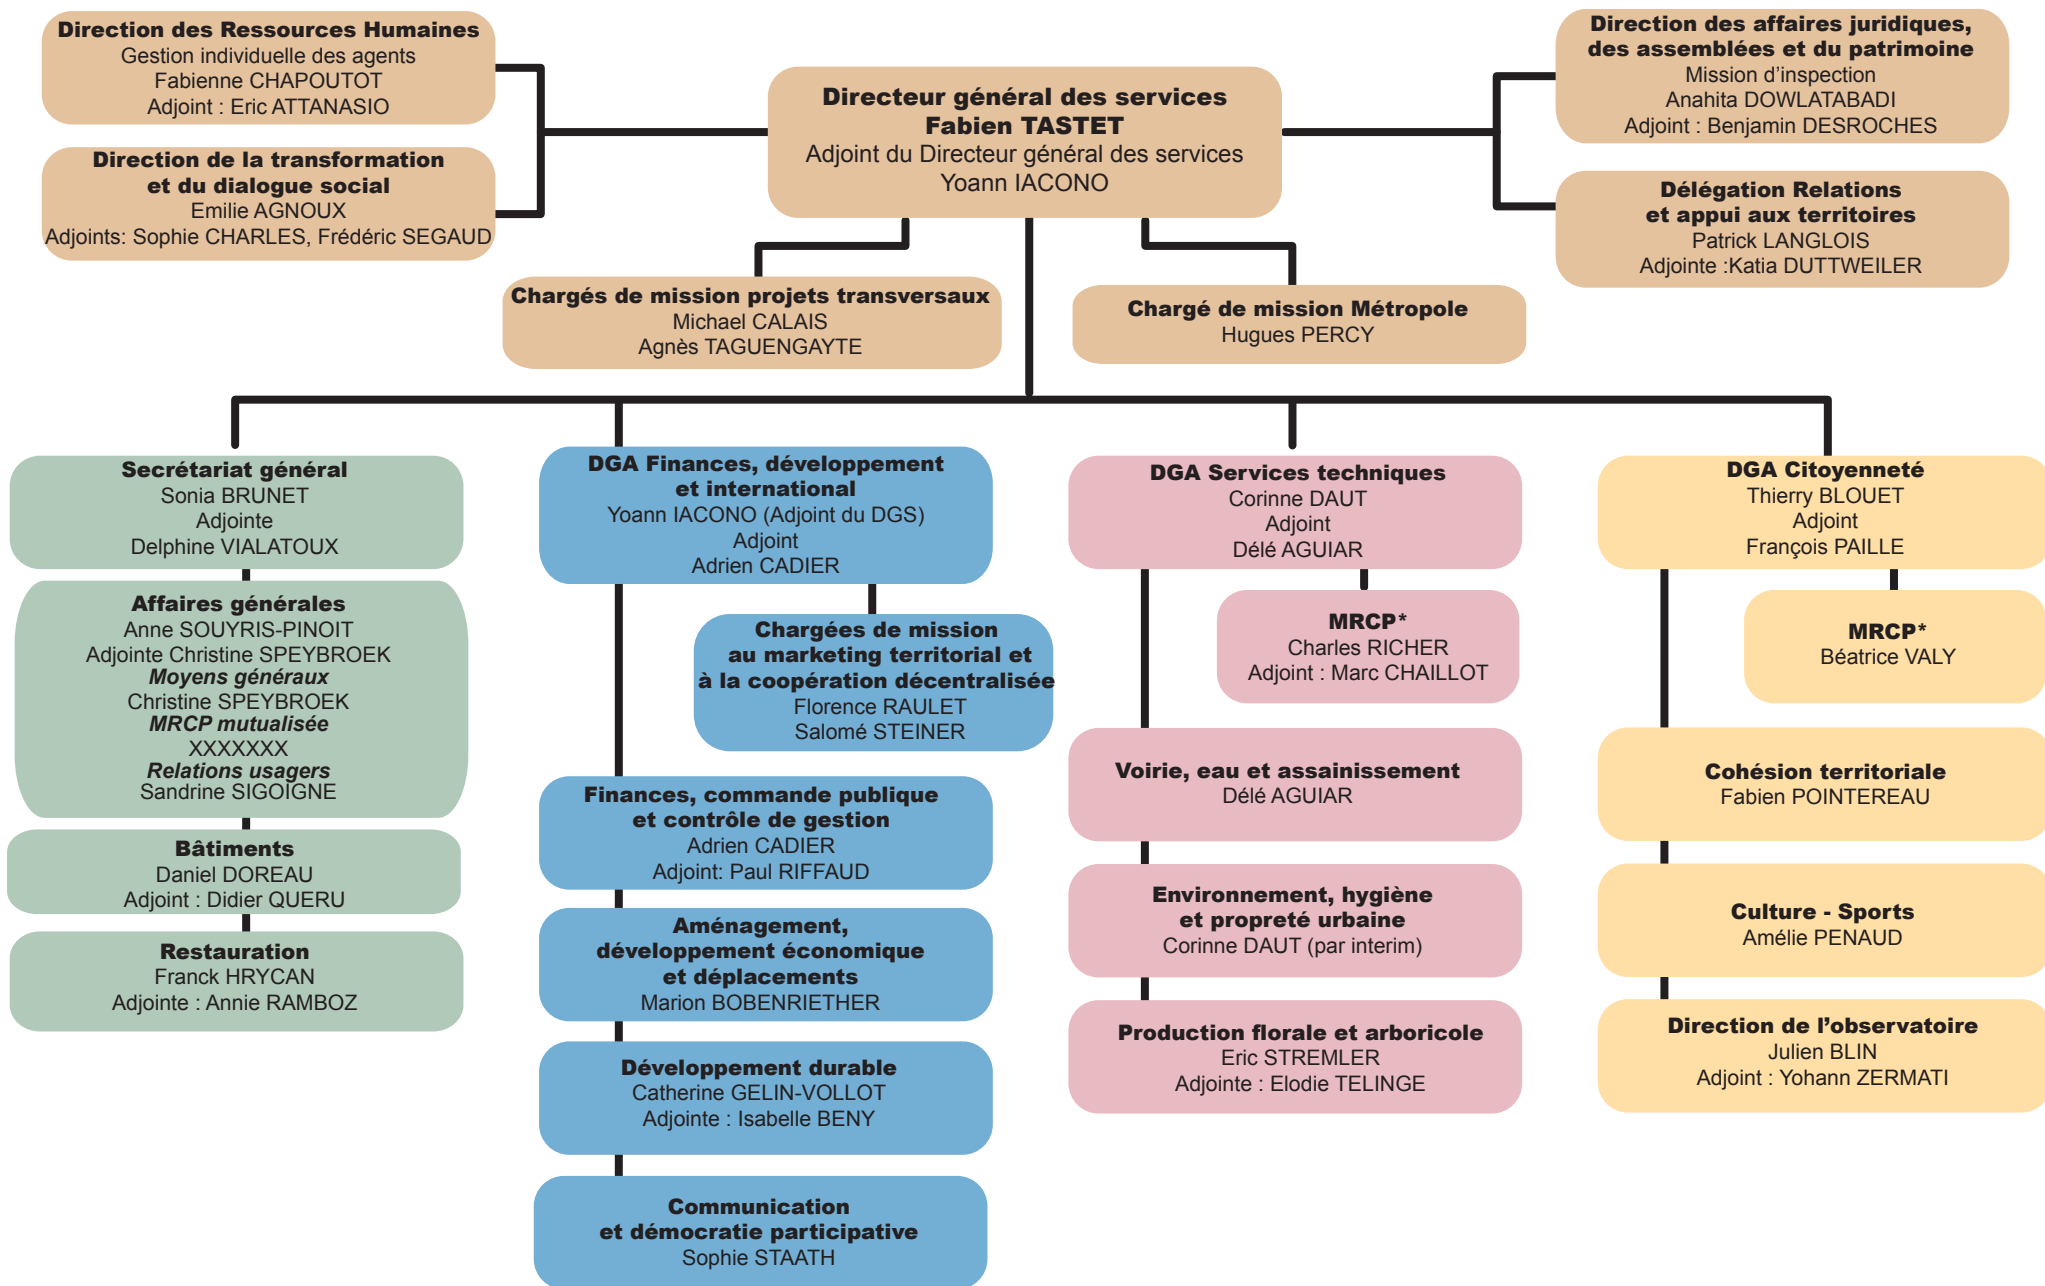 Direction des Ressources Humaines
Gestion individuelle des agents
Fabienne CHAPOUTOT
Adjoint : Eric ATTANASIO
Direction de la transformation
et du dialogue social
Emilie AGNOUX
Adjoints: Sophie CHARLES, Frédéric SEGAUD
Directeur général des services
Fabien TASTET
Adjoint du Directeur général des services
Yoann IACONO
Direction des affaires juridiques,
des assemblées et du patrimoine
Mission d'inspection
Anahita DOWLATABADI
Adjoint : Benjamin DESROCHES
Délégation Relations
et appui aux territoires
Patrick LANGLOIS
Adjointe :Katia DUTTWEILER
Chargés de mission projets transversaux
Michael CALAIS
Agnès TAGUENGAYTE
Chargé de mission Métropole
Hugues PERCY
Secrétariat général
Sonia BRUNET
Adjointe
Delphine VIALATOUX
Affaires générales
Anne SOUYRIS-PINOIT
Adjointe Christine SPEYBROEK
Moyens généraux
Christine SPEYBROEK
MRCP mutualisée
XXXXXXX
Relations usagers
Sandrine SIGOIGNE
Bâtiments
Daniel DOREAU
Adjoint : Didier QUERU
Restauration
Franck HRYCAN
Adjointe : Annie RAMBOZ
DGA Finances, développement
et international
Yoann IACONO (Adjoint du DGS)
Adjoint
Adrien CADIER
Chargées de mission
au marketing territorial et
à la coopération décentralisée
Florence RAULET
Salomé STEINER
Finances, commande publique
et contrôle de gestion
Adrien CADIER
Adjoint: Paul RIFFAUD
Aménagement,
développement économique
et déplacements
Marion BOBENRIETHER
Développement durable
Catherine GELIN-VOLLOT
Adjointe : Isabelle BENY
Communication
et démocratie participative
Sophie STAATH
DGA Services techniques
Corinne DAUT
Adjoint
Délé AGUIAR
MRCP*
Charles RICHER
Adjoint : Marc CHAILLOT
Voirie, eau et assainissement
Délé AGUIAR
Environnement, hygiène
et propreté urbaine
Corinne DAUT (par interim)
Production florale et arboricole
Eric STREMLER
Adjointe : Elodie TELINGE
DGA Citoyenneté
Thierry BLOUET
Adjoint
François PAILLE
MRCP*
Béatrice VALY
Cohésion territoriale
Fabien POINTEREAU
Culture - Sports
Amélie PENAUD
Direction de l'observatoire
Julien BLIN
Adjoint : Yohann ZERMATI